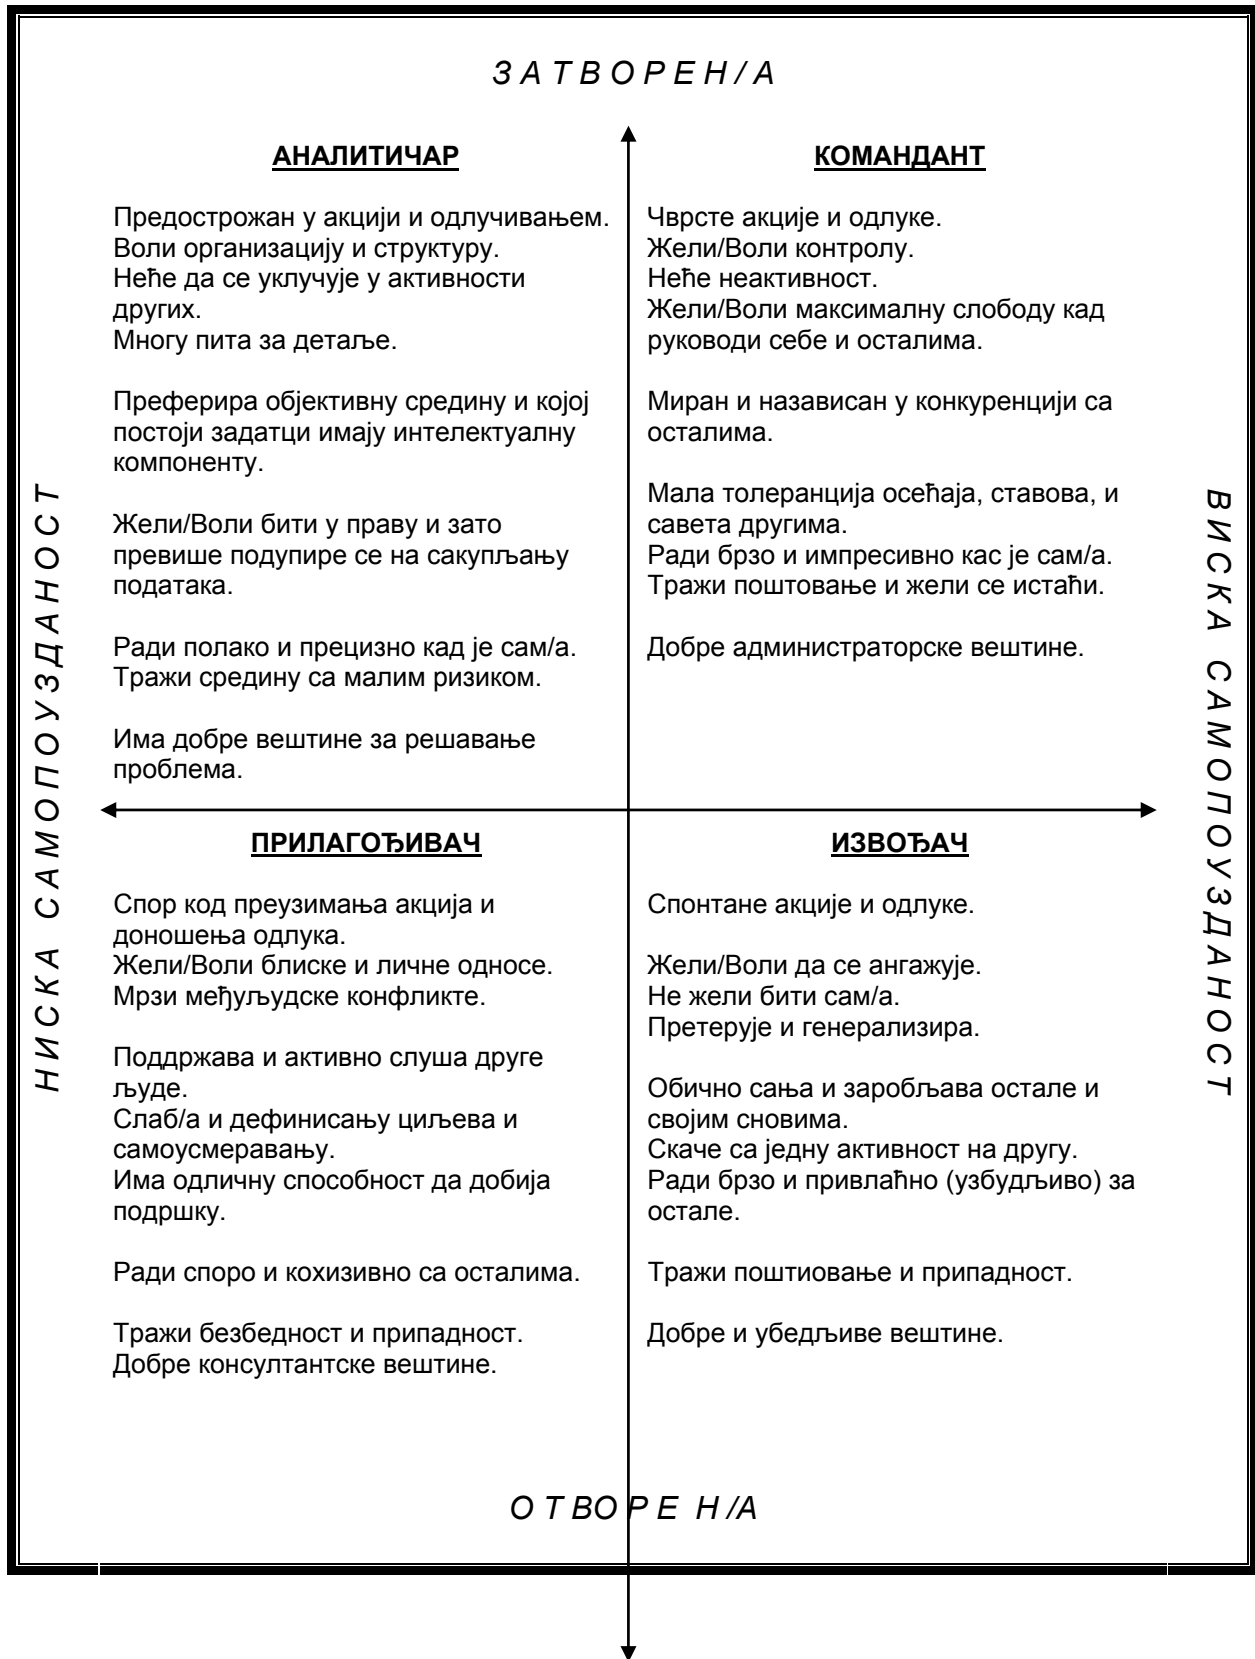 ЗАТВОРЕН/А
АНАЛИТИЧАР
Предострожан у акцији и одлучивањем.
Воли организацију и структуру.
Неће да се уклучује у активности
других.
Многу пита за детаље.
Преферира објективну средину и којој
постоји задатци имају интелектуалну
компоненту.
Жели/Воли бити у праву и зато
превише подупире се на сакупљању
података.
Ради полако и прецизно кад је сам/а.
Тражи средину са малим ризиком.
Има добре вештине за решавање
проблема.
КОМАНДАНТ
Чврсте акције и одлуке.
Жели/Воли контролу.
Неће неактивност.
Жели/Воли максималну слободу кад
руководи себе и осталима.
Миран и назависан у конкуренцији са
осталима.
Мала толеранција осећаја, ставова, и
савета другима.
Ради брзо и импресивно кас је сам/а.
Тражи поштовање и жели се истаћи.
Добре администраторске вештине.
НИСКА САМОПОУЗДАНОСТ
ВИСКА САМОПОУЗДАНОСТ
ПРИЛАГОЂИВАЧ
Спор код преузимања акција и
доношења одлука.
Жели/Воли блиске и личне односе.
Мрзи међуљудске конфликте.
Поддржава и активно слуша друге
људе.
Слаб/а и дефинисању циљева и
самоусмеравању.
Има одличну способност да добија
подршку.
Ради споро и кохизивно са осталима.
Тражи безбедност и припадност.
Добре консултантске вештине.
ИЗВОЂАЧ
Спонтане акције и одлуке.
Жели/Воли да се ангажује.
Не жели бити сам/а.
Претерује и генерализира.
Обично сања и заробљава остале и
својим сновима.
Скаче са једну активност на другу.
Ради брзо и привлаћно (узбудљиво) за
остале.
Тражи поштиовање и припадност.
Добре и убедљиве вештине.
ОТВОРЕН/А